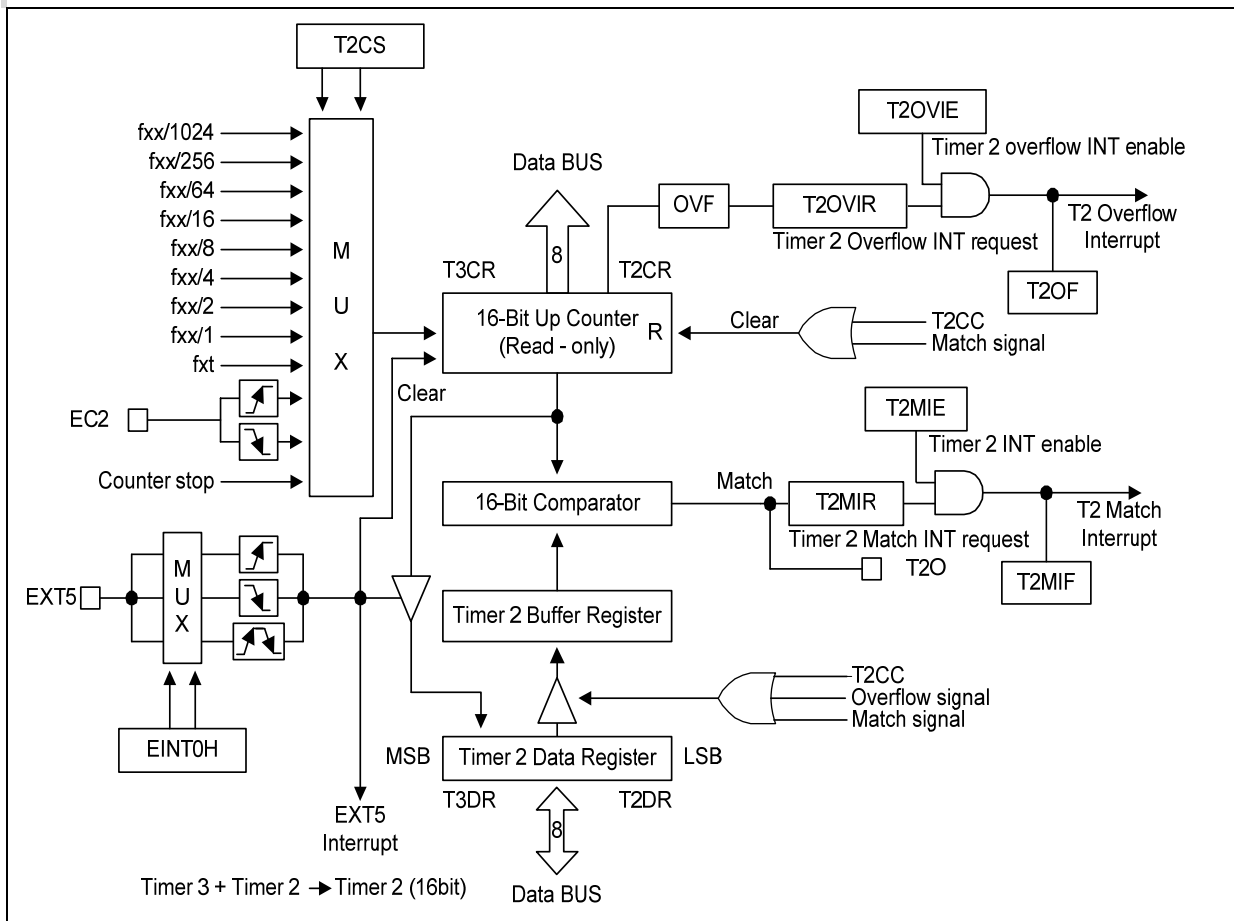 T2CS
fxx/1024
fxx/256
fxx/64
fxx/16
fxx/8
fxx/4
fxx/2
fxx/1
fxt
EC2
Counter stop
M
U
X
Data BUS
8
T3CR
T2CR
16-Bit Up Counter
(Read - only)
R
Clear
Clear
T2CC
Match signal
OVF
T2OVIR
Timer 2 Overflow INT request
T2OVIE
Timer 2 overflow INT enable
T2 Overflow
Interrupt
T2OF
16-Bit Comparator
Match
T2MIR
Timer 2 Match INT request
T2MIE
Timer 2 INT enable
T2 Match
Interrupt
T2MIF
T2O
Timer 2 Buffer Register
T2CC
Overflow signal
Match signal
MSB
Timer 2 Data Register
LSB
T3DR
T2DR
8
Data BUS
EXT5
M
U
X
EINT0H
EXT5
Interrupt
Timer 3 + Timer 2 → Timer 2 (16bit)